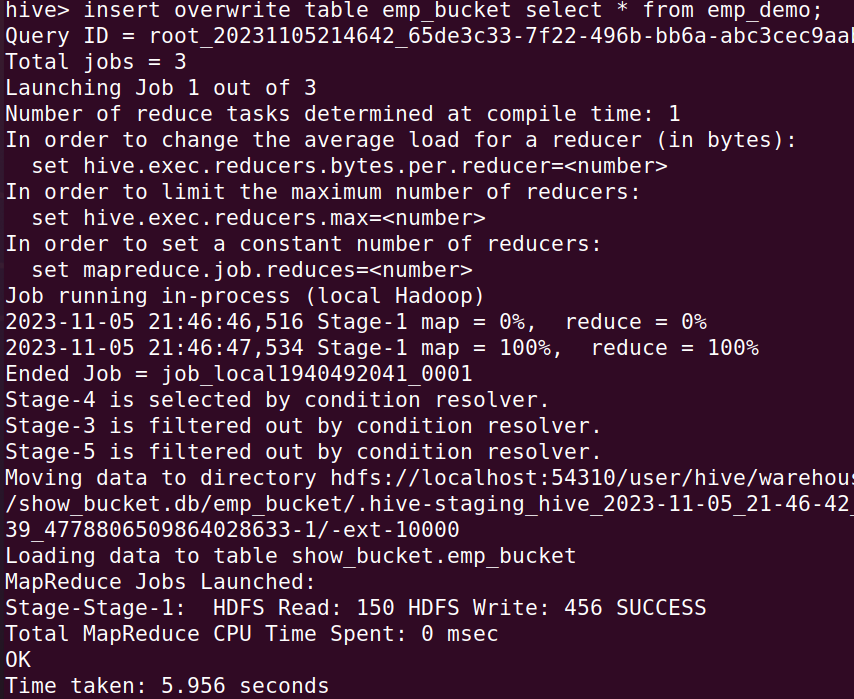 hive> insert overwrite table emp_bucket select * from emp_demo;
Query ID = root_20231105214642_65de3c33-7f22-496b-bb6a-abc3cec9aa
Total jobs = 3
Launching Job 1 out of 3
Number of reduce tasks determined at compile time: 1
In order to change the average load for a reducer (in bytes):
  set hive.exec.reducers.bytes.per.reducer=<number>
In order to limit the maximum number of reducers:
  set hive.exec.reducers.max=<number>
In order to set a constant number of reducers:
  set mapreduce.job.reduces=<number>
Job running in-process (local Hadoop)
2023-11-05 21:46:46,516 Stage-1 map = 0%,  reduce = 0%
2023-11-05 21:46:47,534 Stage-1 map = 100%,  reduce = 100%
Ended Job = job_local1940492041_0001
Stage-4 is selected by condition resolver.
Stage-3 is filtered out by condition resolver.
Stage-5 is filtered out by condition resolver.
Moving data to directory hdfs://localhost:54310/user/hive/warehous
/show_bucket.db/emp_bucket/.hive-staging_hive_2023-11-05_21-46-42_
39_4778806509864028633-1/-ext-10000
Loading data to table show_bucket.emp_bucket
MapReduce Jobs Launched:
Stage-Stage-1:  HDFS Read: 150 HDFS Write: 456 SUCCESS
Total MapReduce CPU Time Spent: 0 msec
OK
Time taken: 5.956 seconds